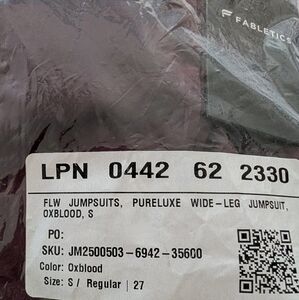 FABLETICS
LPN 0442 62 2330
FLW JUMPSUITS, PURELUXE WIDE-LEG JUMPSUIT,
OXBLOOD, S
PO:
SKU: JM2500503-6942-35600
Color: Oxblood
Size: S/ Regular | 27